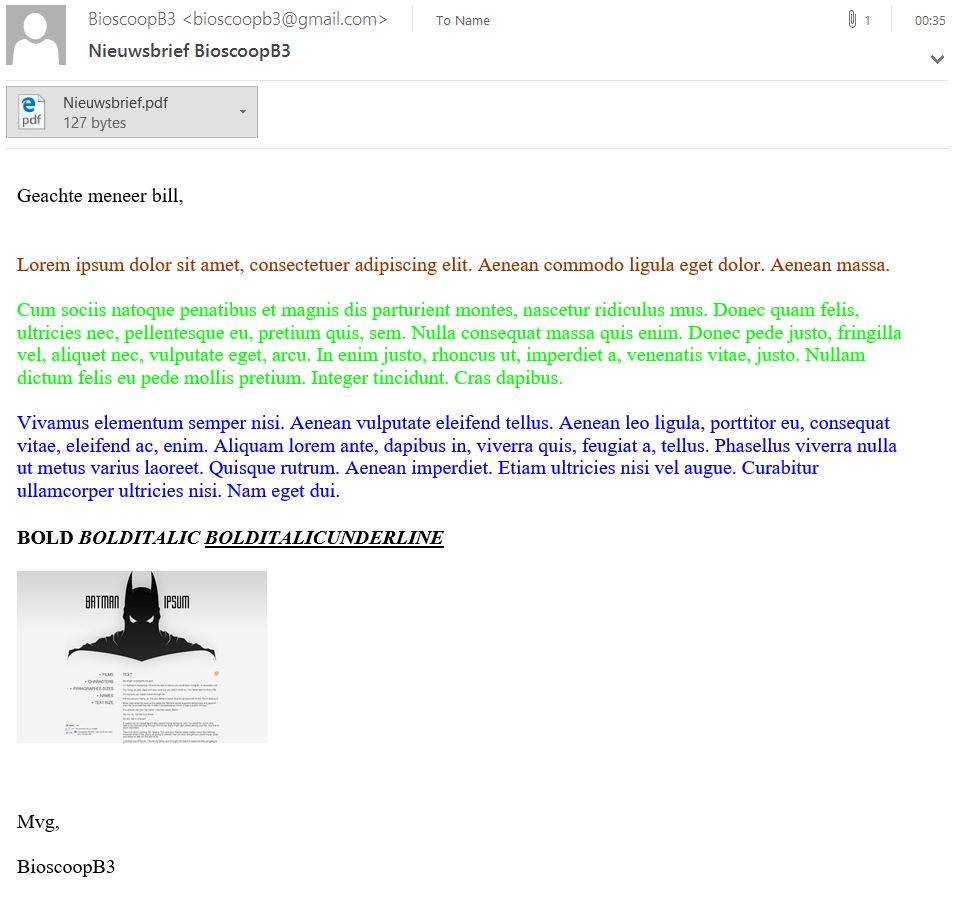 BioscoopB3 <bioscoopb3@gmail.com> To Name 1 00:35
Nieuwsbrief BioscoopB3
Nieuwsbrief.pdf
pdf
127 bytes
Geachte meneer bill,
Lorem ipsum dolor sit amet, consectetuer adipiscing elit. Aenean commodo ligula eget dolor. Aenean massa.
Cum sociis natoque penatibus et magnis dis parturient montes, nascetur ridiculus mus. Donec quam felis,
ultricies nec, pellentesque eu, pretium quis, sem. Nulla consequat massa quis enim. Donec pede justo, fringilla
vel, aliquet nec, vulputate eget, arcu. In enim justo, rhoncus ut, imperdiet a, venenatis vitae, justo. Nullam
dictum felis eu pede mollis pretium. Integer tincidunt. Cras dapibus.
Vivamus elementum semper nisi. Aenean vulputate eleifend tellus. Aenean leo ligula, porttitor eu, consequat
vitae, eleifend ac, enim. Aliquam lorem ante, dapibus in, viverra quis, feugiat a, tellus. Phasellus viverra nulla
ut metus varius laoreet. Quisque rutrum. Aenean imperdiet. Etiam ultricies nisi vel augue. Curabitur
ullamcorper ultricies nisi. Nam eget dui.
BOLD BOLDITALIC BOLDITALICUNDERLINE
BATMAN IPSUM
FILMS
CHARACTERS
PARAGRAPHES SIZES
NAMES
TEXT SIZE
TEXT
Mvg,
BioscoopB3